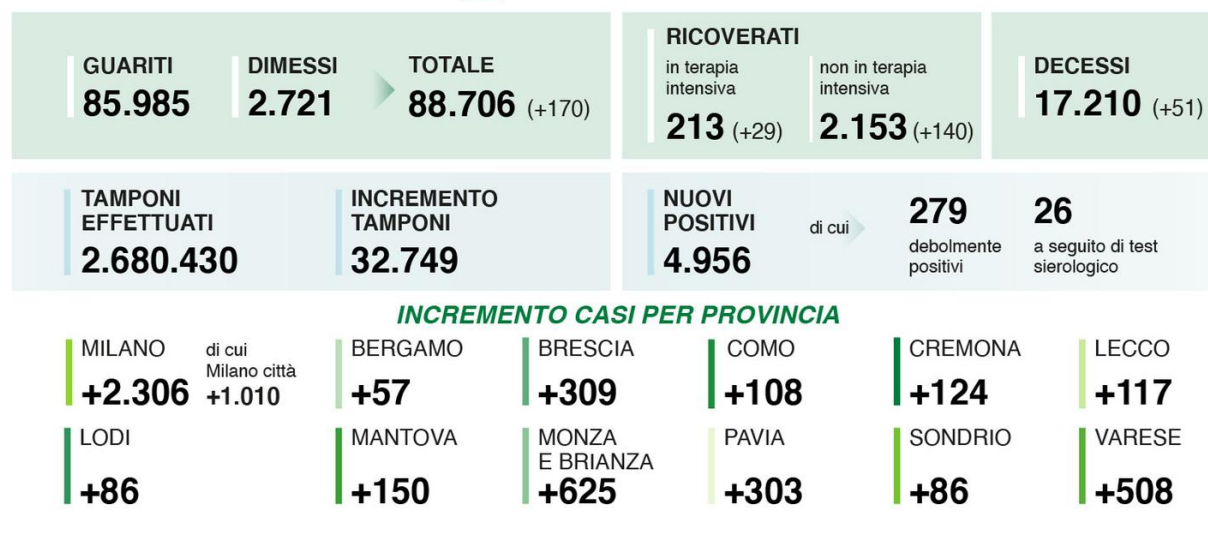 GUARITI
85.985
DIMESSI
2.721
TOTALE
88.706 (+170)
RICOVERATI
in terapia
intensiva
213 (+29)
non in terapia
intensiva
2.153 (+140)
DECESSI
17.210 (+51)
TAMPONI
EFFETTUATI
2.680.430
INCREMENTO
TAMPONI
32.749
NUOVI
POSITIVI
4.956
di cui
279
debolmente
positivi
26
a seguito di test
sierologico
INCREMENTO CASI PER PROVINCIA
MILANO
+2.306
di cui
Milano città
+1.010
BERGAMO
+57
BRESCIA
+309
COMO
+108
CREMONA
+124
LECCO
+117
LODI
+86
MANTOVA
+150
MONZA
E BRIANZA
+625
PAVIA
+303
SONDRIO
+86
VARESE
+508